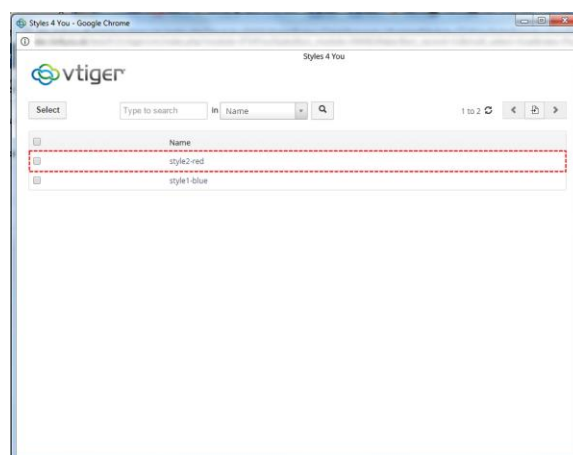 Styles 4 You - Google Chrome
Styles 4 You
vtiger
Select Type to search in Name 1 to 2
Name
style2-red
style1-blue